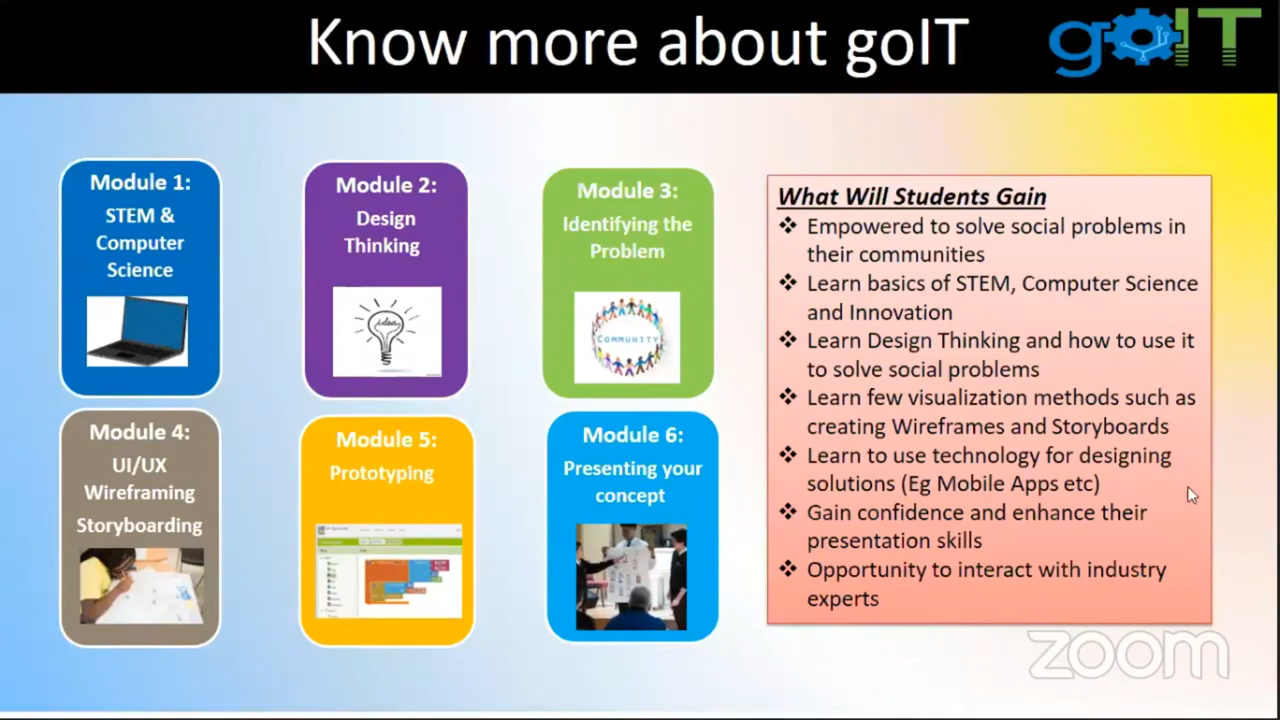 Know more about goIT
goIT
Module 1:
STEM &
Computer
Science
Module 2:
Design
Thinking
idea
Module 3:
Identifying the
Problem
COMMUNITY
Module 4:
UI/UX
Wireframing
Storyboarding
Module 5:
Prototyping
Module 6:
Presenting your
concept
What Will Students Gain
❖ Empowered to solve social problems in
their communities
❖ Learn basics of STEM, Computer Science
and Innovation
❖ Learn Design Thinking and how to use it
to solve social problems
❖ Learn few visualization methods such as
creating Wireframes and Storyboards
❖ Learn to use technology for designing
solutions (Eg Mobile Apps etc)
❖ Gain confidence and enhance their
presentation skills
❖ Opportunity to interact with industry
experts
zoom